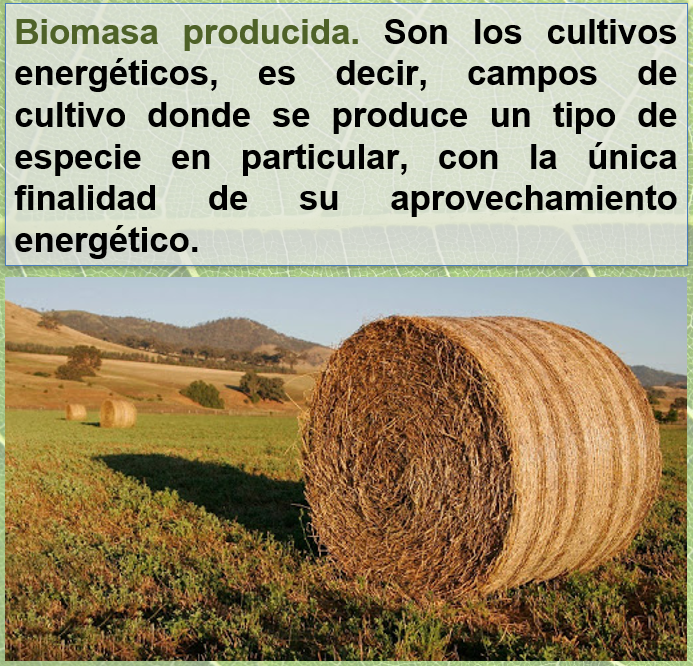 Biomasa producida. Son los cultivos
energéticos, es decir, campos de
cultivo donde se produce un tipo de
especie en particular, con la única
finalidad de su aprovechamiento
energético.